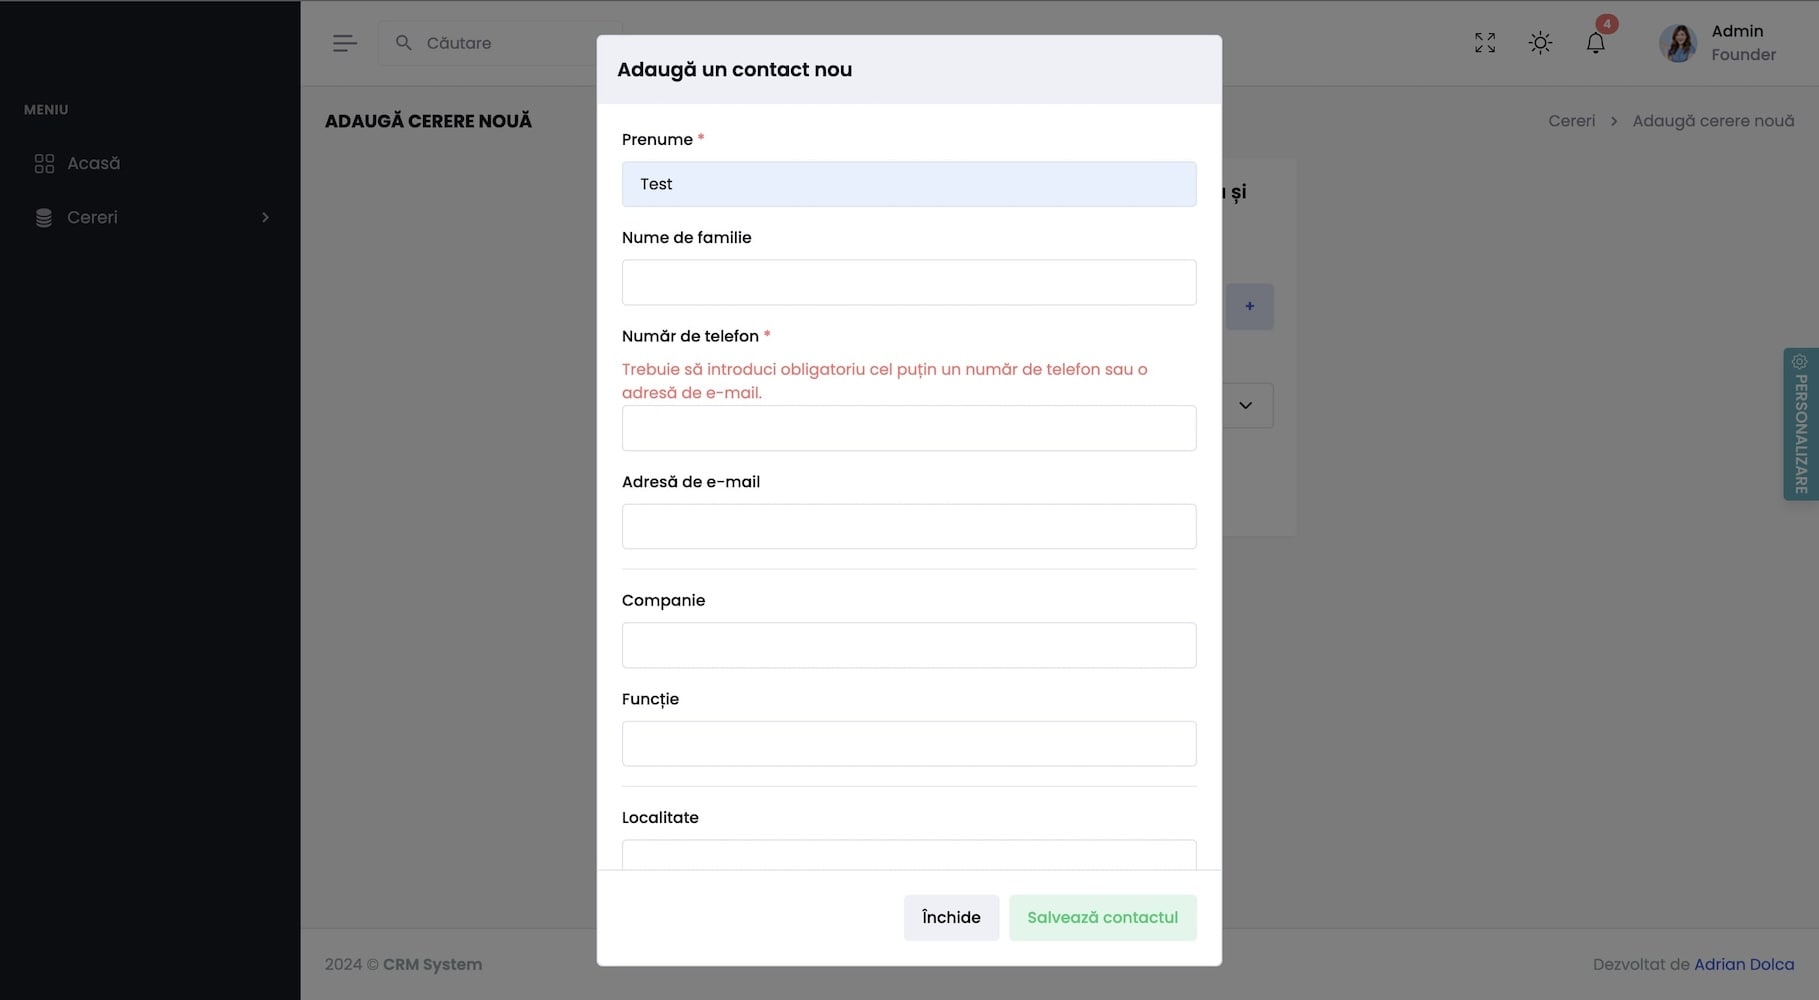 Căutare
4
Admin
Founder
MENIU
Acasă
Cereri
ADAUGĂ CERERE NOUĂ
Cereri > Adaugă cerere nouă
și
+
Adaugă un contact nou
Prenume *
Test
Nume de familie
Număr de telefon *
Trebuie să introduci obligatoriu cel puțin un număr de telefon sau o
adresă de e-mail.
Adresă de e-mail
Companie
Funcție
Localitate
Închide
Salvează contactul
PERSONALIZARE
2024 © CRM System
Dezvoltat de Adrian Dolca